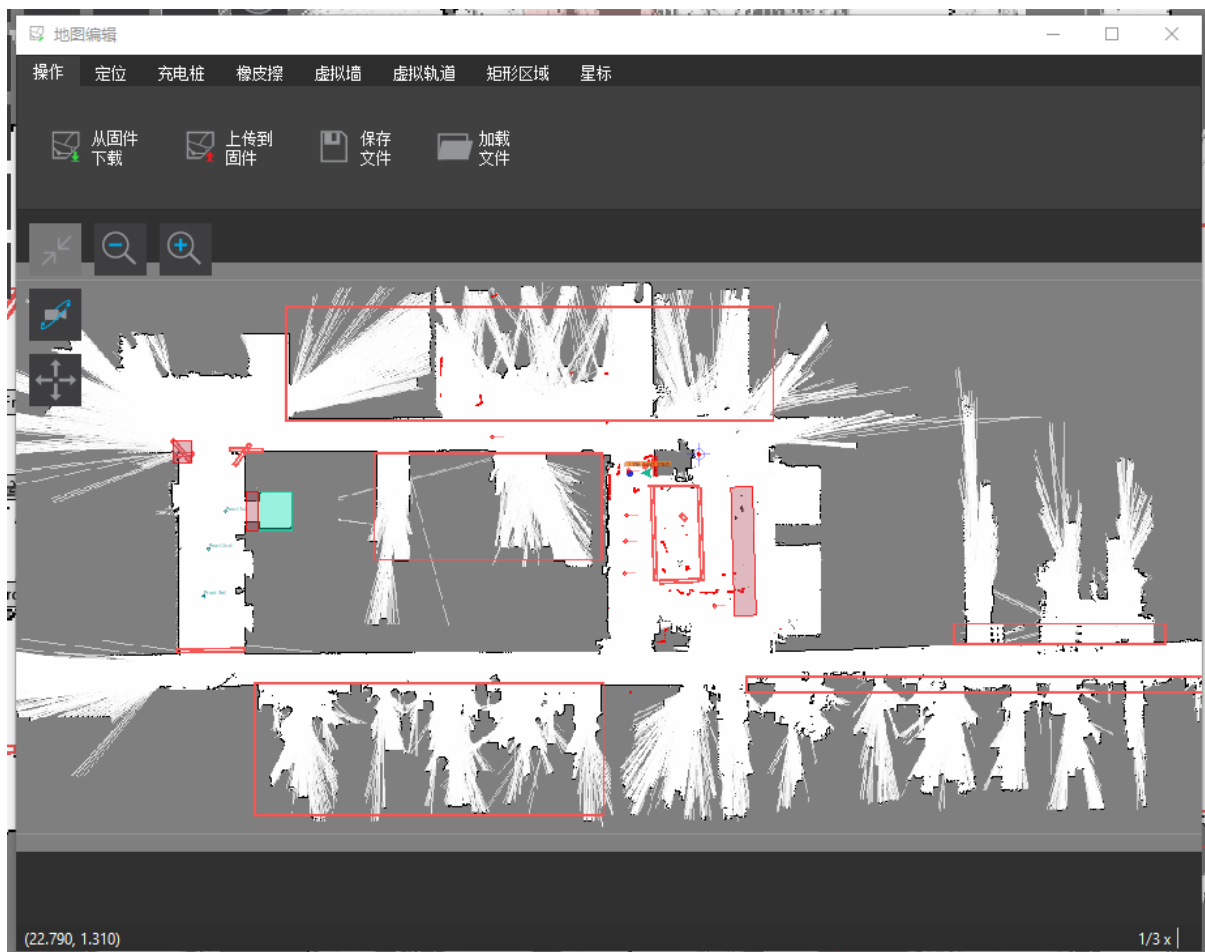 地图编辑
操作 定位 充电桩 橡皮擦 虚拟墙 虚拟轨道 矩形区域 星标
从固件
下载
上传到
固件
保存
文件
加载
文件
(22.790, 1.310)
1/3 x